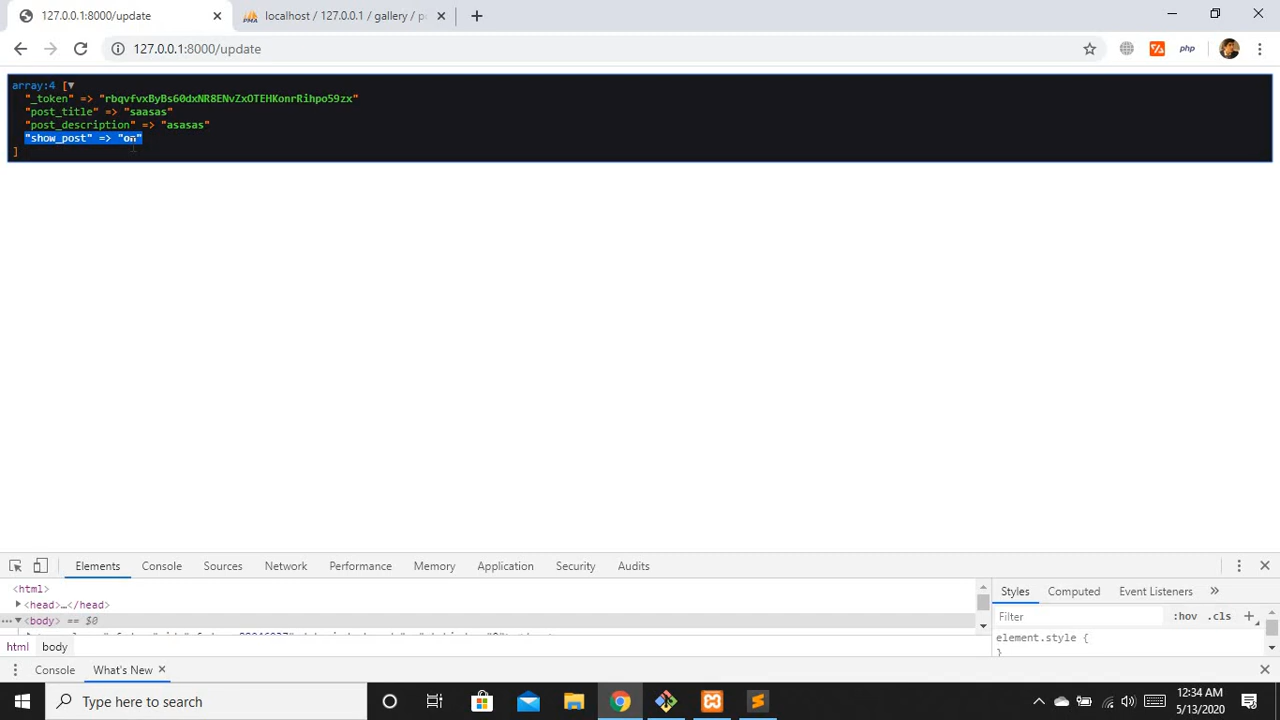 127.0.0.1:8000/update
localhost / 127.0.0.1 / gallery / p
127.0.0.1:8000/update
php
array:4 [▼
"_token" => "rbqvfvxByBs60dxNR8ENvZxOTEHKonrRihpo59zx"
"post_title" => "saasas"
"post_description" => "asasas"
"show_post" => "on"
]
Elements Console Sources Network Performance Memory Application Security Audits
<html>
<head>…</head>
<body> == $0
html body
Styles Computed Event Listeners »
Filter :hov .cls +
element.style {
}
Console What's New
Type here to search
12:34 AM
5/13/2020